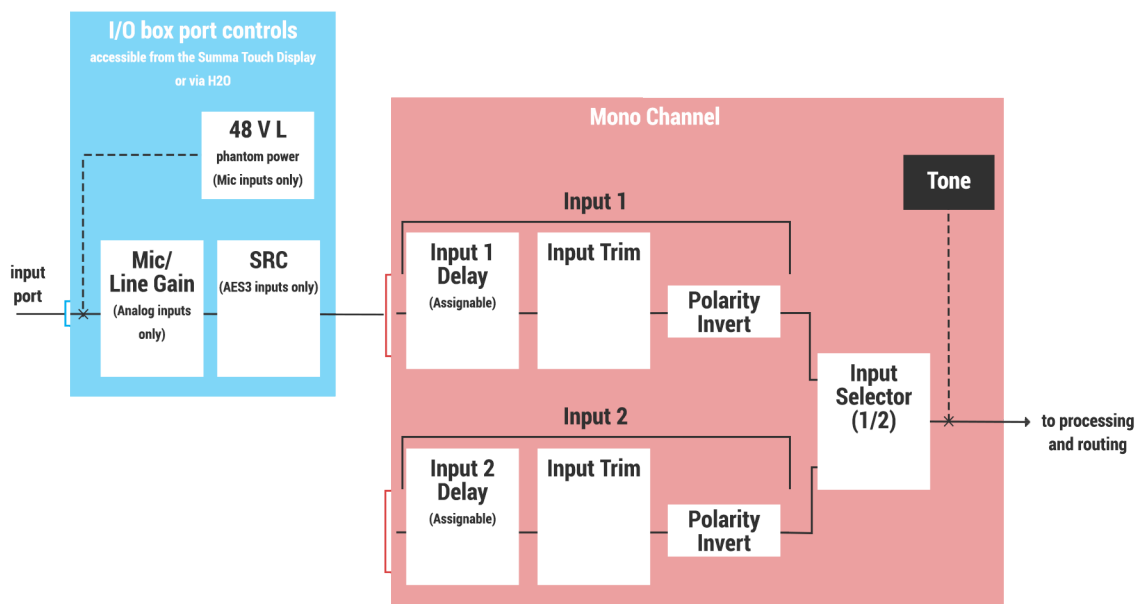 I/O box port controls
accessible from the Summa Touch Display
or via H2O
48 V L
phantom power
(Mic inputs only)
input
port
Mic/
Line Gain
(Analog inputs
only)
SRC
(AES3 inputs only)
Mono Channel
Tone
Input 1
Input 1
Delay
(Assignable)
Input Trim
Polarity
Invert
Input
Selector
(1/2)
to processing
and routing
Input 2
Input 2
Delay
(Assignable)
Input Trim
Polarity
Invert